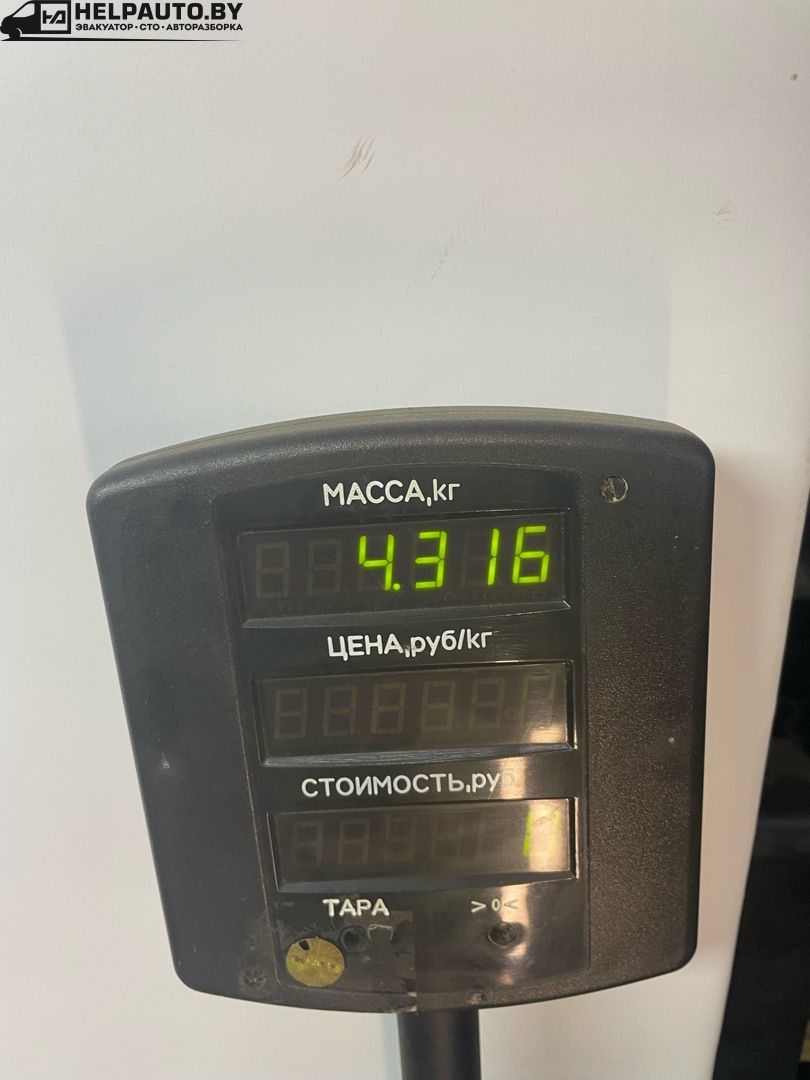 HELPAUTO.BY
ЭВАКУАТОР•СТО•АВТОРАЗБОРКА
МАССА,кг
4.316
ЦЕНА,руб/кг
СТОИМОСТЬ,руб
ТАРА
>0<